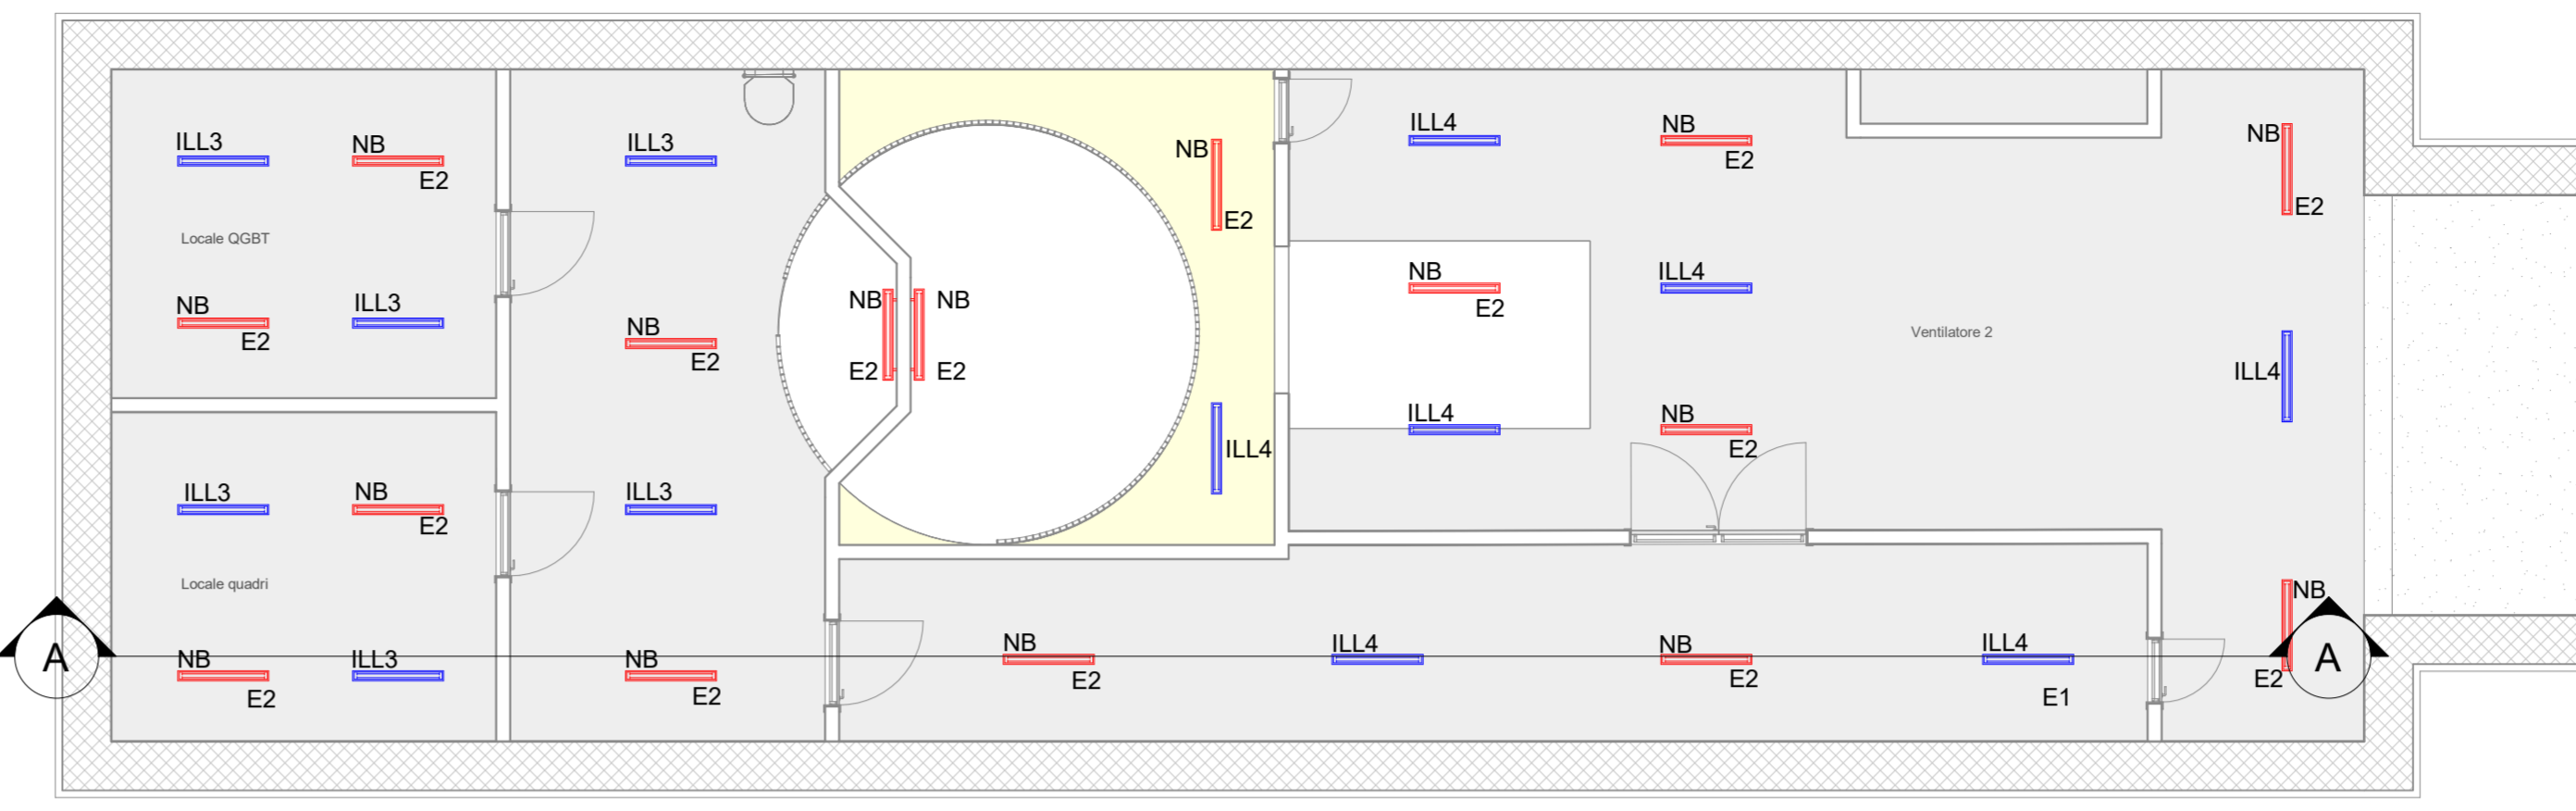 ILL3
NB
E2
ILL3
Locale QGBT
NB
E2
ILL3
NB
E2
ILL3
NB
E2
Locale quadri
ILL3
NB
E2
ILL3
NB
E2
NB
E2
NB
E2
NB
E2
NB
E2
ILL4
ILL4
NB
E2
NB
E2
NB
E2
ILL4
Ventilatore 2
ILL4
ILL4
NB
E2
NB
E2
ILL4
NB
E2
ILL4
E1
NB
E2
A
A